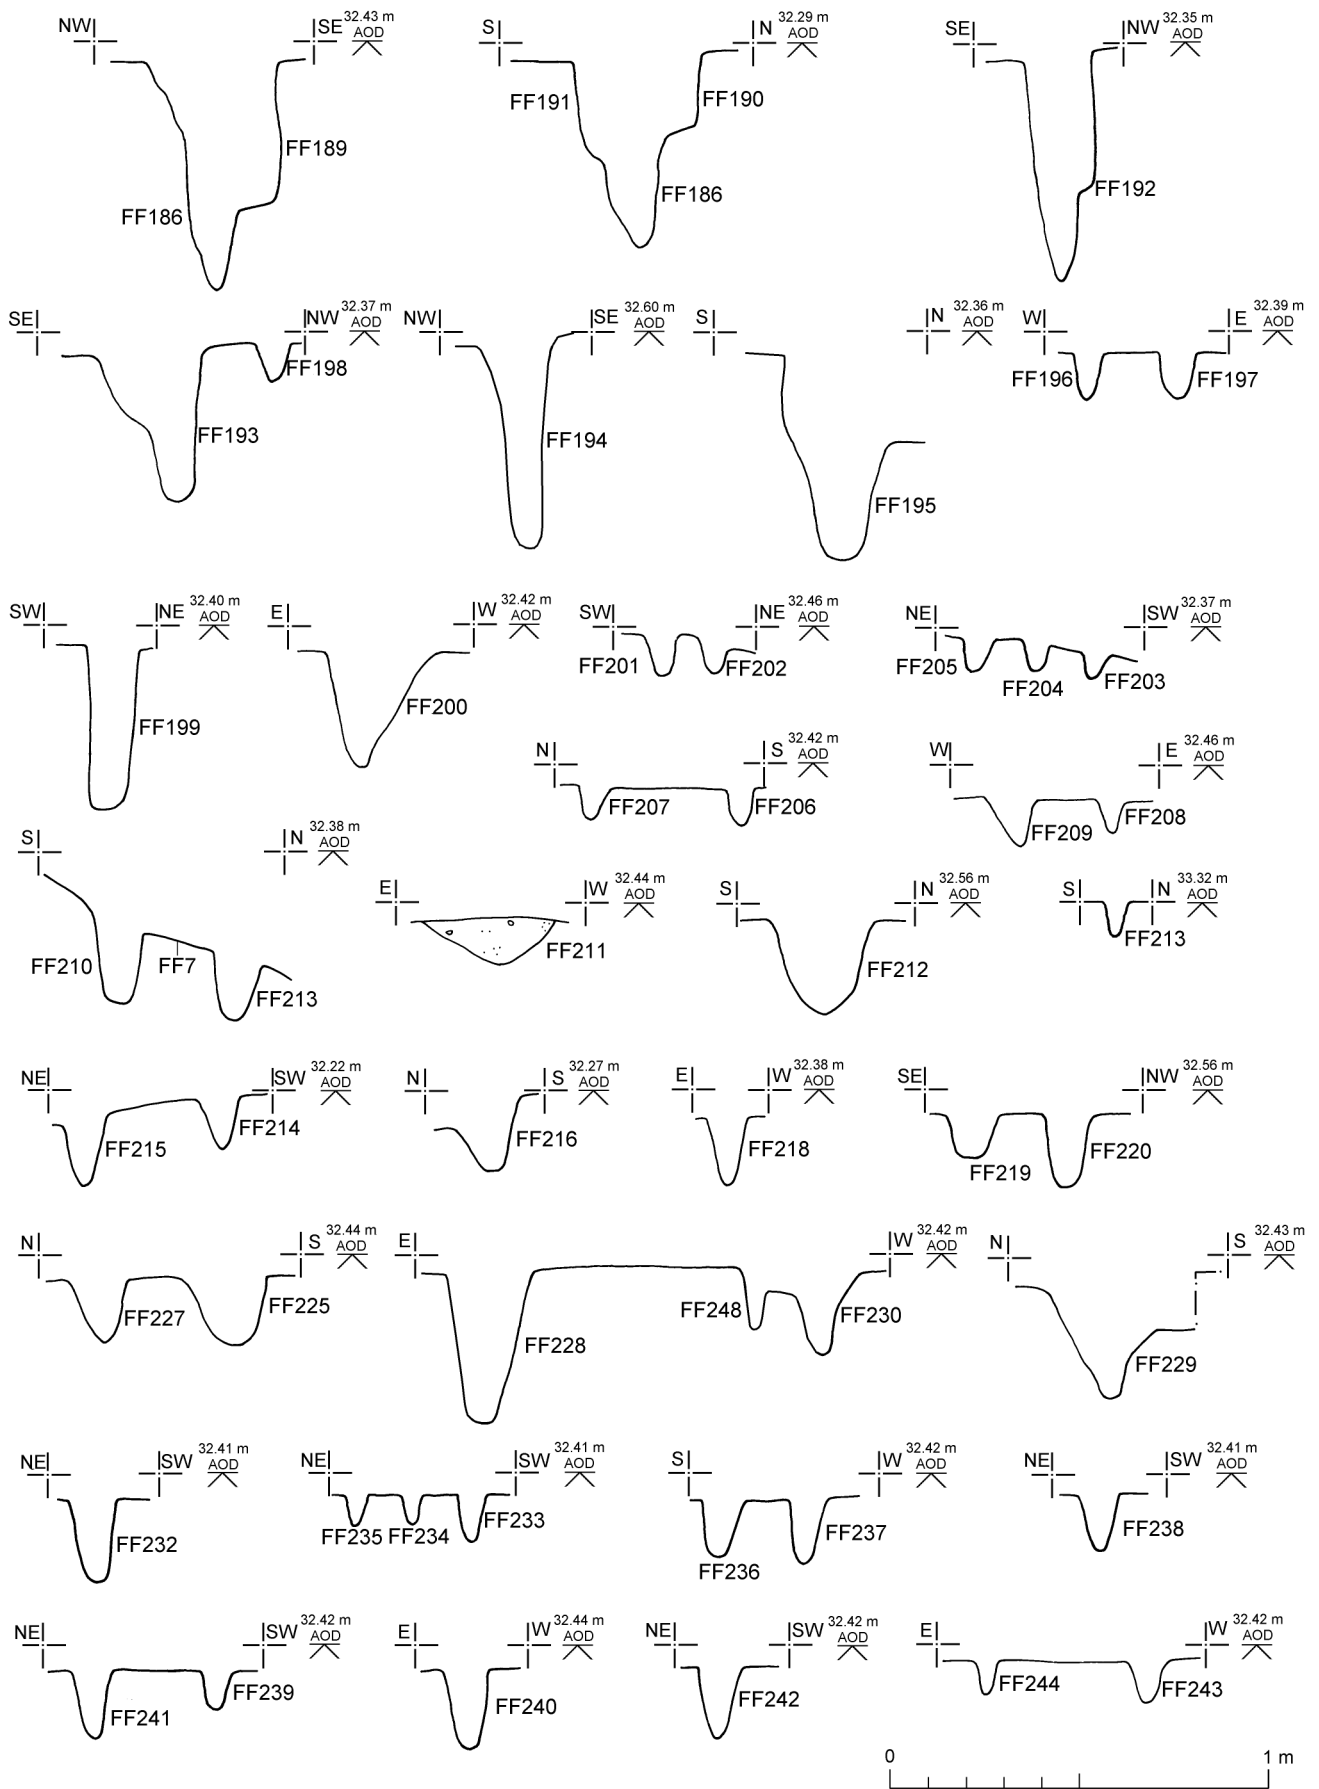 NW SE 32.43 m
AOD
FF189
FF186
S N 32.29 m
AOD
FF191 FF190
FF186
SE NW 32.35 m
AOD
FF192
SE NW 32.37 m
AOD
FF198
FF193
NW SE 32.60 m
AOD
FF194
S N 32.36 m
AOD
FF195
W E 32.39 m
AOD
FF196 FF197
SW NE 32.40 m
AOD
FF199
E W 32.42 m
AOD
FF200
SW NE 32.46 m
AOD
FF201 FF202
NE SW 32.37 m
AOD
FF205 FF204 FF203
N S 32.42 m
AOD
FF207 FF206
W E 32.46 m
AOD
FF209 FF208
S N 32.38 m
AOD
FF210 FF7 FF213
E W 32.44 m
AOD
FF211
S N 32.56 m
AOD
FF212
S N 33.32 m
AOD
FF213
NE SW 32.22 m
AOD
FF215 FF214
N S 32.27 m
AOD
FF216
E W 32.38 m
AOD
FF218
SE NW 32.56 m
AOD
FF219 FF220
N S 32.44 m
AOD
FF227 FF225
E W 32.42 m
AOD
FF228 FF248 FF230
N S 32.43 m
AOD
FF229
NE SW 32.41 m
AOD
FF232
NE SW 32.41 m
AOD
FF235 FF234 FF233
S W 32.42 m
AOD
FF236 FF237
NE SW 32.41 m
AOD
FF238
NE SW 32.42 m
AOD
FF241 FF239
E W 32.44 m
AOD
FF240
NE SW 32.42 m
AOD
FF242
E W 32.42 m
AOD
FF244 FF243
0 1 m